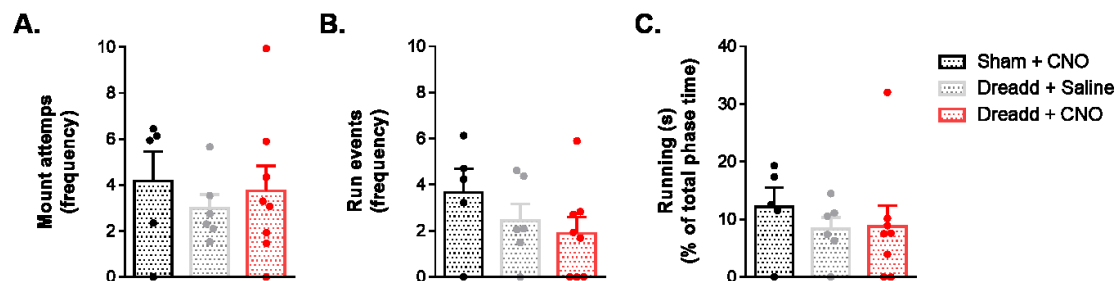 A.
Mount attemps
(frequency)
10
8
6
4
2
0
B.
Run events
(frequency)
10
8
6
4
2
0
C.
Running (s)
(% of total phase time)
40
30
20
10
0
Sham + CNO
Dreadd + Saline
Dreadd + CNO